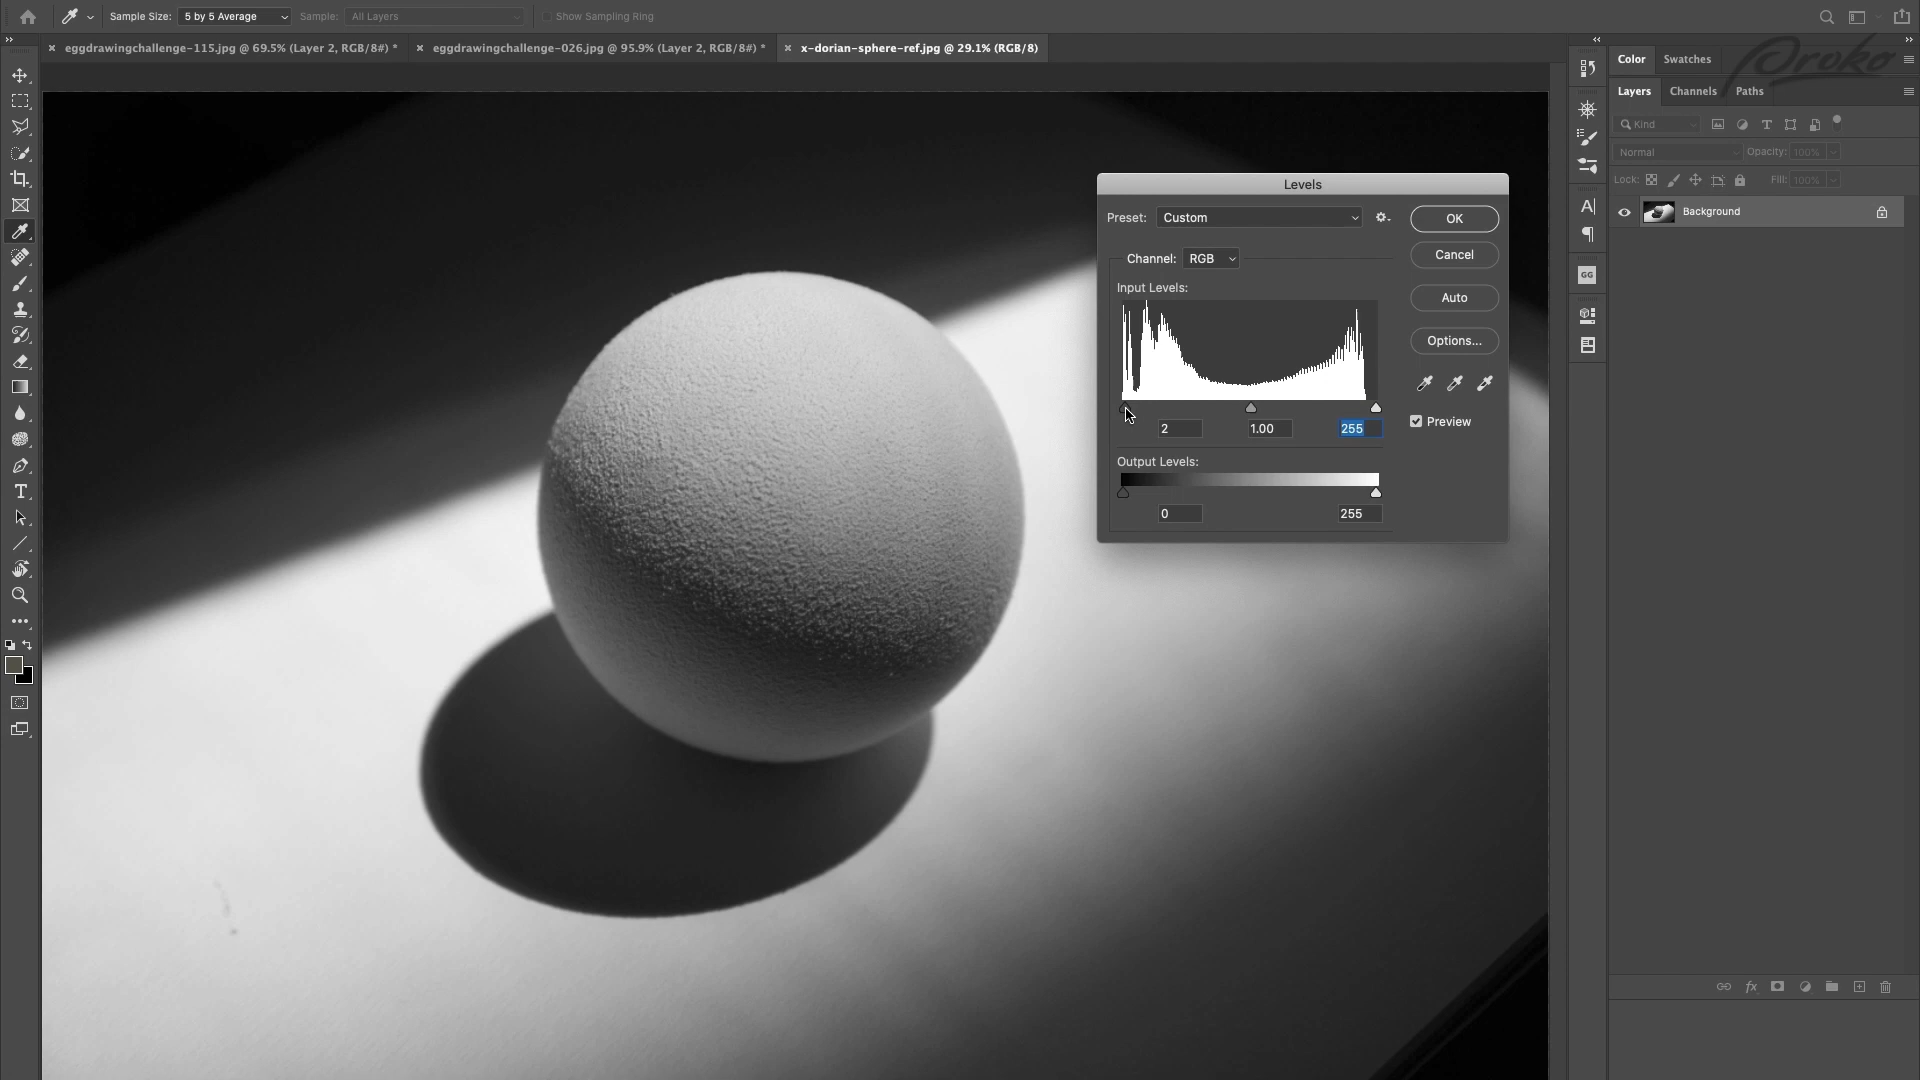 Sample Size: 5 by 5 Average Sample: All Layers Show Sampling Ring
eggdrawingchallenge-115.jpg @ 69.5% (Layer 2, RGB/8#) *
eggdrawingchallenge-026.jpg @ 95.9% (Layer 2, RGB/8#) *
x-dorian-sphere-ref.jpg @ 29.1% (RGB/8)
Color Swatches
Proko
Layers Channels Paths
Kind
Normal Opacity: 100%
Lock: Fill: 100%
Background
Levels
Preset: Custom
OK
Channel: RGB
Cancel
Input Levels:
Auto
Options...
2 1.00 255
Preview
Output Levels:
0 255
A
GG
T
fx